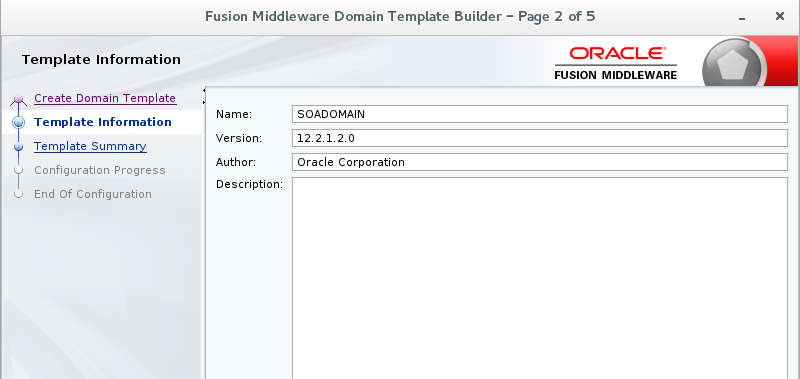 Fusion Middleware Domain Template Builder – Page 2 of 5
Template Information
ORACLE
FUSION MIDDLEWARE
Create Domain Template
Template Information
Template Summary
Configuration Progress
End Of Configuration
Name: SOADOMAIN
Version: 12.2.1.2.0
Author: Oracle Corporation
Description: